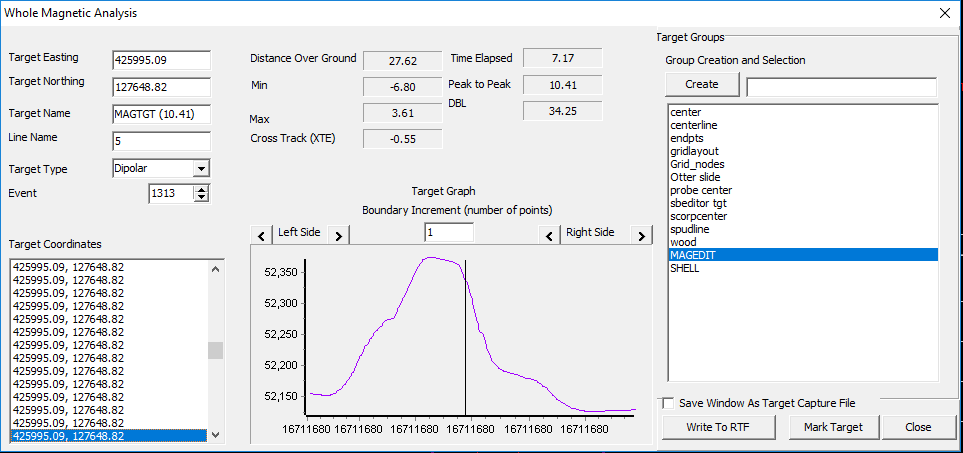 Whole Magnetic Analysis
Target Easting
425995.09
Target Northing
127648.82
Target Name
MAGTGT (10.41)
Line Name
5
Target Type
Dipolar
Event
1313
Distance Over Ground
27.62
Time Elapsed
7.17
Min
-6.80
Peak to Peak
10.41
Max
3.61
DBL
34.25
Cross Track (XTE)
-0.55
Target Coordinates
425995.09, 127648.82
425995.09, 127648.82
425995.09, 127648.82
425995.09, 127648.82
425995.09, 127648.82
425995.09, 127648.82
425995.09, 127648.82
425995.09, 127648.82
425995.09, 127648.82
425995.09, 127648.82
425995.09, 127648.82
425995.09, 127648.82
425995.09, 127648.82
425995.09, 127648.82
Target Graph
Boundary Increment (number of points)
< Left Side > 1 < Right Side >
52,350
52,300
52,250
52,200
52,150
16711680 16711680 16711680 16711680 16711680 16711680
Target Groups
Group Creation and Selection
Create
center
centerline
endpts
gridlayout
Grid_nodes
Otter slide
probe center
sbeditor tgt
scorpcenter
spudline
wood
MAGEDIT
SHELL
Save Window As Target Capture File
Write To RTF Mark Target Close